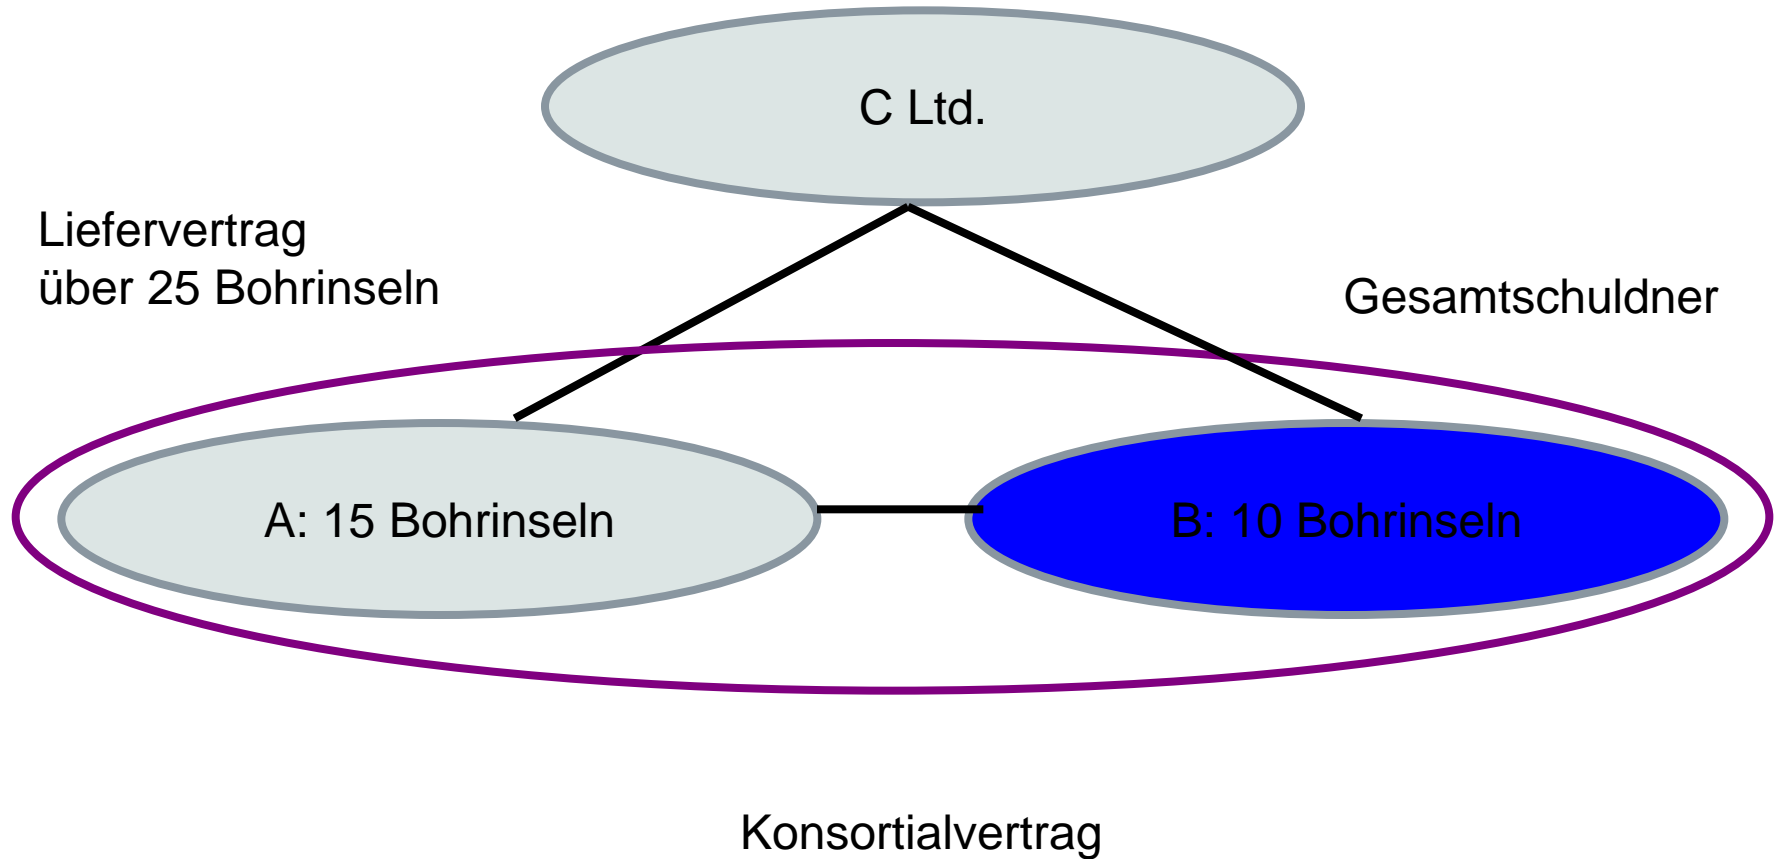 C Ltd.
Liefervertrag
über 25 Bohrinseln
Gesamtschuldner
A: 15 Bohrinseln
B: 10 Bohrinseln
Konsortialvertrag